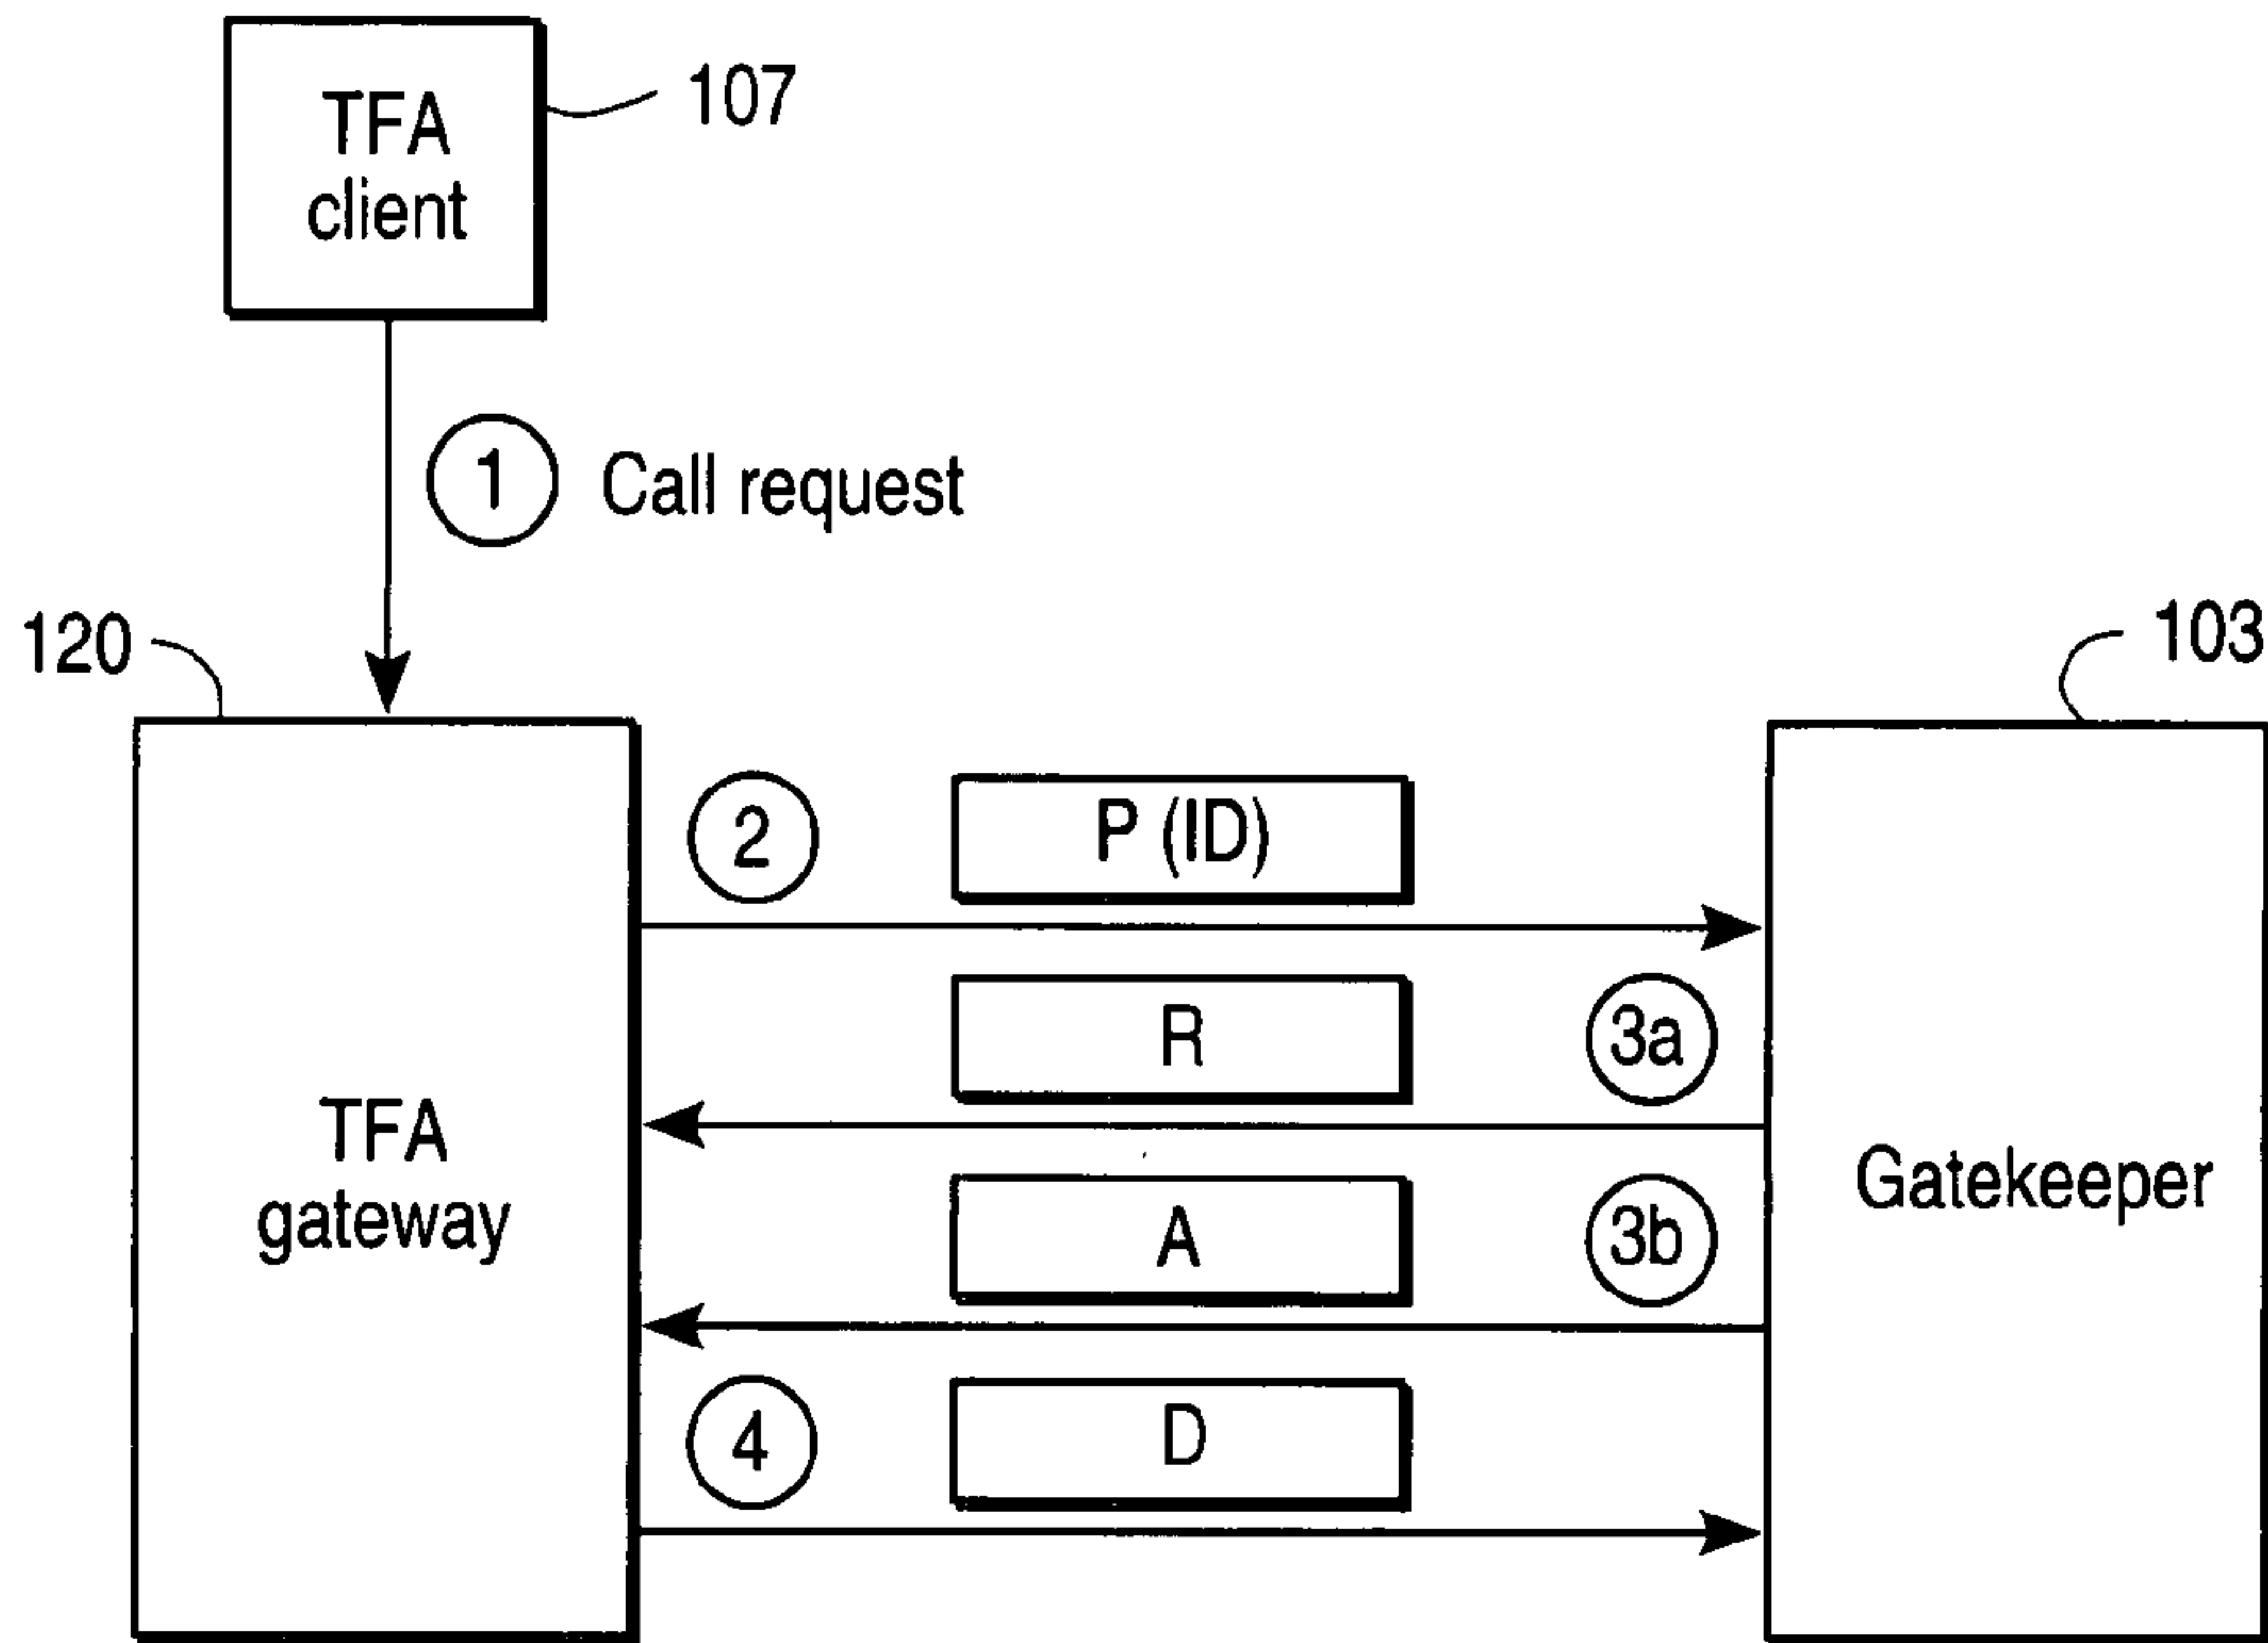 TFA
client
107
1
Call request
120
103
2
P (ID)
R
3a
TFA
gateway
A
3b
Gatekeeper
4
D